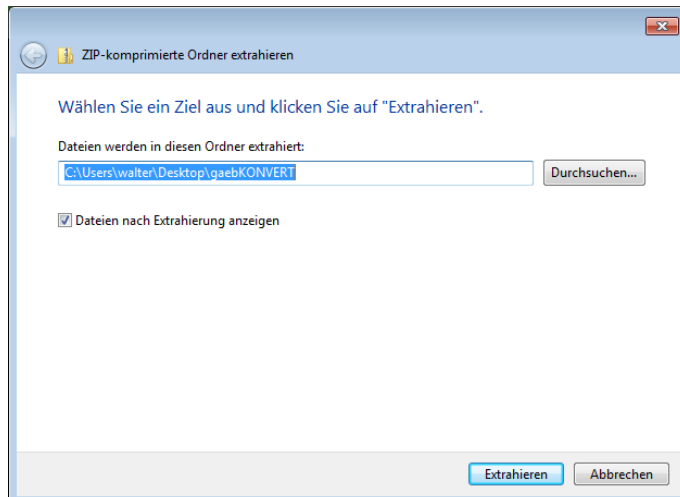 ZIP-komprimierte Ordner extrahieren
Wählen Sie ein Ziel aus und klicken Sie auf "Extrahieren".
Dateien werden in diesen Ordner extrahiert:
C:\Users\walter\Desktop\gaebKONVERT
Durchsuchen...
Dateien nach Extrahierung anzeigen
Extrahieren
Abbrechen